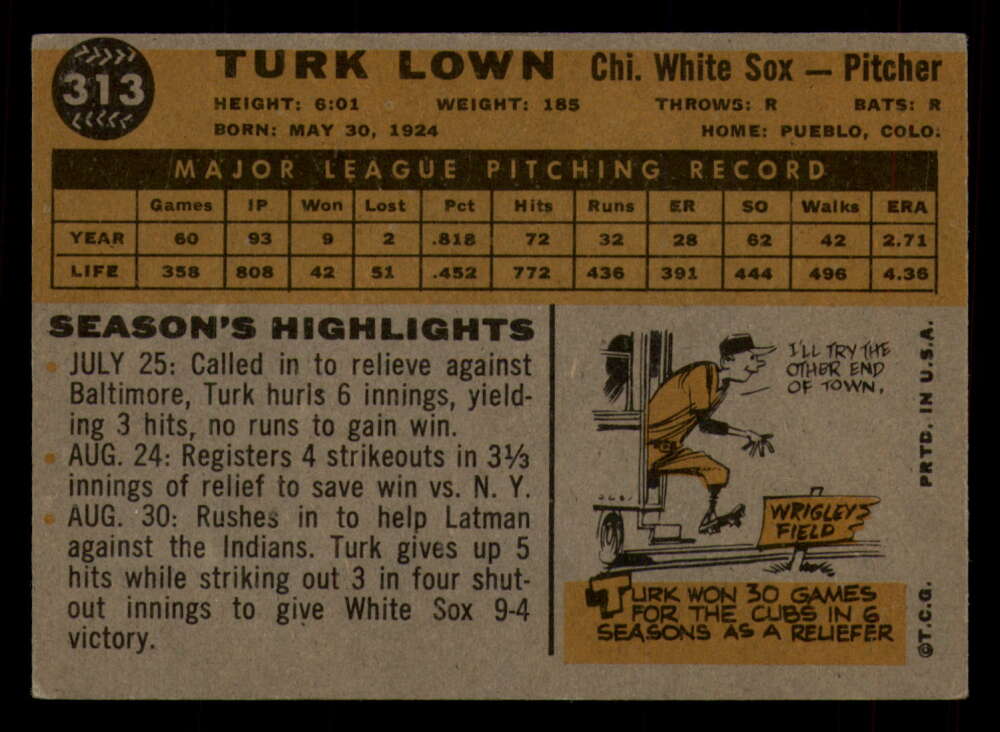 313
TURK LOWN Chi. White Sox — Pitcher
HEIGHT: 6:01 WEIGHT: 185 THROWS: R BATS: R
BORN: MAY 30, 1924 HOME: PUEBLO, COLO.
MAJOR LEAGUE PITCHING RECORD
Games IP Won Lost Pct Hits Runs ER SO Walks ERA
YEAR 60 93 9 2 .818 72 32 28 62 42 2.71
LIFE 358 808 42 51 .452 772 436 391 444 496 4.36
SEASON'S HIGHLIGHTS
• JULY 25: Called in to relieve against
Baltimore, Turk hurls 6 innings, yield-
ing 3 hits, no runs to gain win.
• AUG. 24: Registers 4 strikeouts in 3⅓
innings of relief to save win vs. N. Y.
• AUG. 30: Rushes in to help Latman
against the Indians. Turk gives up 5
hits while striking out 3 in four shut-
out innings to give White Sox 9-4
victory.
I'LL TRY THE
OTHER END
OF TOWN.
WRIGLEY
FIELD
TURK WON 30 GAMES
FOR THE CUBS IN 6
SEASONS AS A RELIEFER
©T.C.G. PRTD. IN U.S.A.